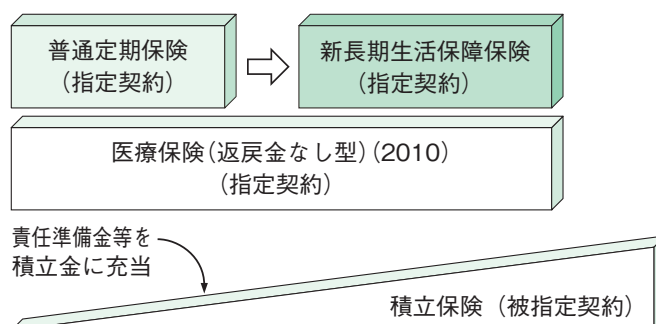 普通定期保険
（指定契約）
新長期生活保障保険
（指定契約）
医療保険（返戻金なし型）（2010）
（指定契約）
責任準備金等を
積立金に充当
積立保険（被指定契約）